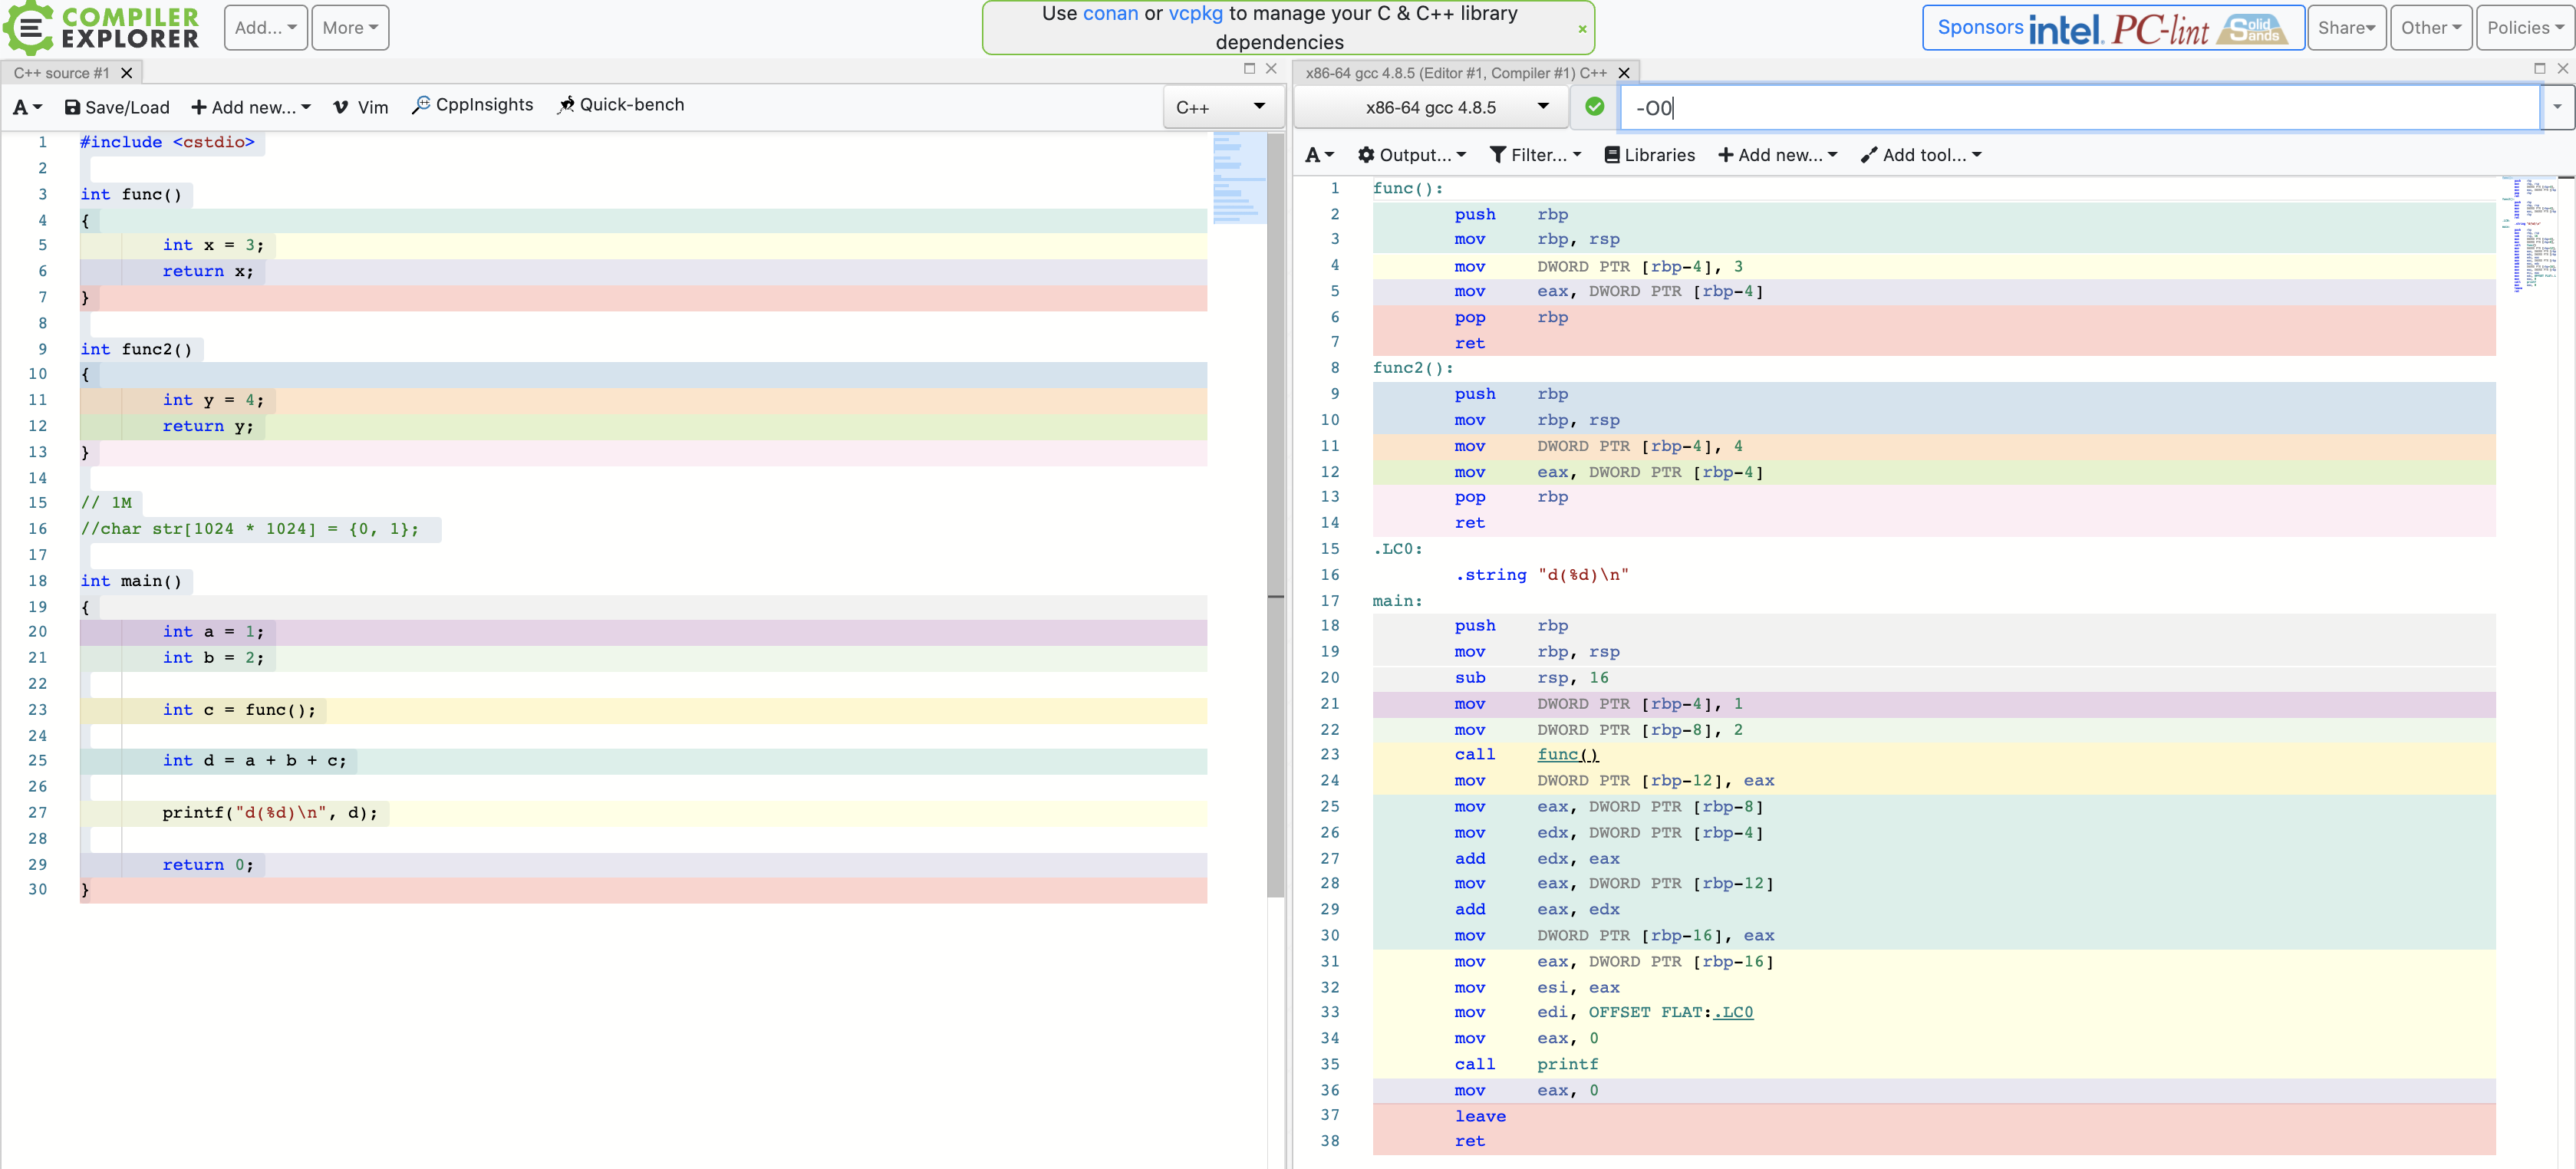 COMPILER
EXPLORER
Add...
More
Use conan or vcpkg to manage your C & C++ library
dependencies
×
Sponsors intel. PC-lint Solid Sands
Share
Other
Policies
C++ source #1
A
Save/Load
Add new...
Vim
CppInsights
Quick-bench
C++
1 #include <cstdio>
2
3 int func()
4 {
5 int x = 3;
6 return x;
7 }
8
9 int func2()
10 {
11 int y = 4;
12 return y;
13 }
14
15 // 1M
16 //char str[1024 * 1024] = {0, 1};
17
18 int main()
19 {
20 int a = 1;
21 int b = 2;
22
23 int c = func();
24
25 int d = a + b + c;
26
27 printf("d(%d)\n", d);
28
29 return 0;
30 }
x86-64 gcc 4.8.5 (Editor #1, Compiler #1) C++
x86-64 gcc 4.8.5
-O0
A
Output...
Filter...
Libraries
Add new...
Add tool...
1 func():
2 push rbp
3 mov rbp, rsp
4 mov DWORD PTR [rbp-4], 3
5 mov eax, DWORD PTR [rbp-4]
6 pop rbp
7 ret
8 func2():
9 push rbp
10 mov rbp, rsp
11 mov DWORD PTR [rbp-4], 4
12 mov eax, DWORD PTR [rbp-4]
13 pop rbp
14 ret
15 .LC0:
16 .string "d(%d)\n"
17 main:
18 push rbp
19 mov rbp, rsp
20 sub rsp, 16
21 mov DWORD PTR [rbp-4], 1
22 mov DWORD PTR [rbp-8], 2
23 call func()
24 mov DWORD PTR [rbp-12], eax
25 mov eax, DWORD PTR [rbp-8]
26 mov edx, DWORD PTR [rbp-4]
27 add edx, eax
28 mov eax, DWORD PTR [rbp-12]
29 add eax, edx
30 mov DWORD PTR [rbp-16], eax
31 mov eax, DWORD PTR [rbp-16]
32 mov esi, eax
33 mov edi, OFFSET FLAT:.LC0
34 mov eax, 0
35 call printf
36 mov eax, 0
37 leave
38 ret